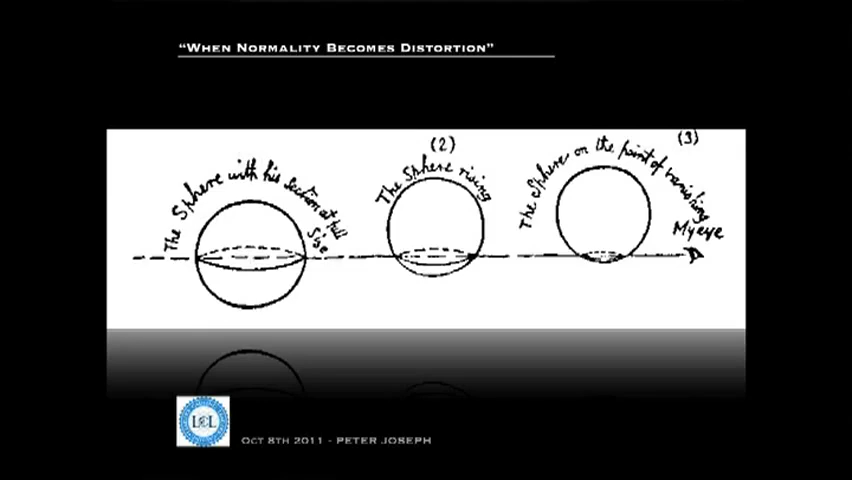 "When Normality Becomes Distortion"
The Sphere with his section at full size
(2)
The Sphere rising
(3)
The Sphere on the point of vanishing
My eye
LCL
Oct 8th 2011 - PETER JOSEPH